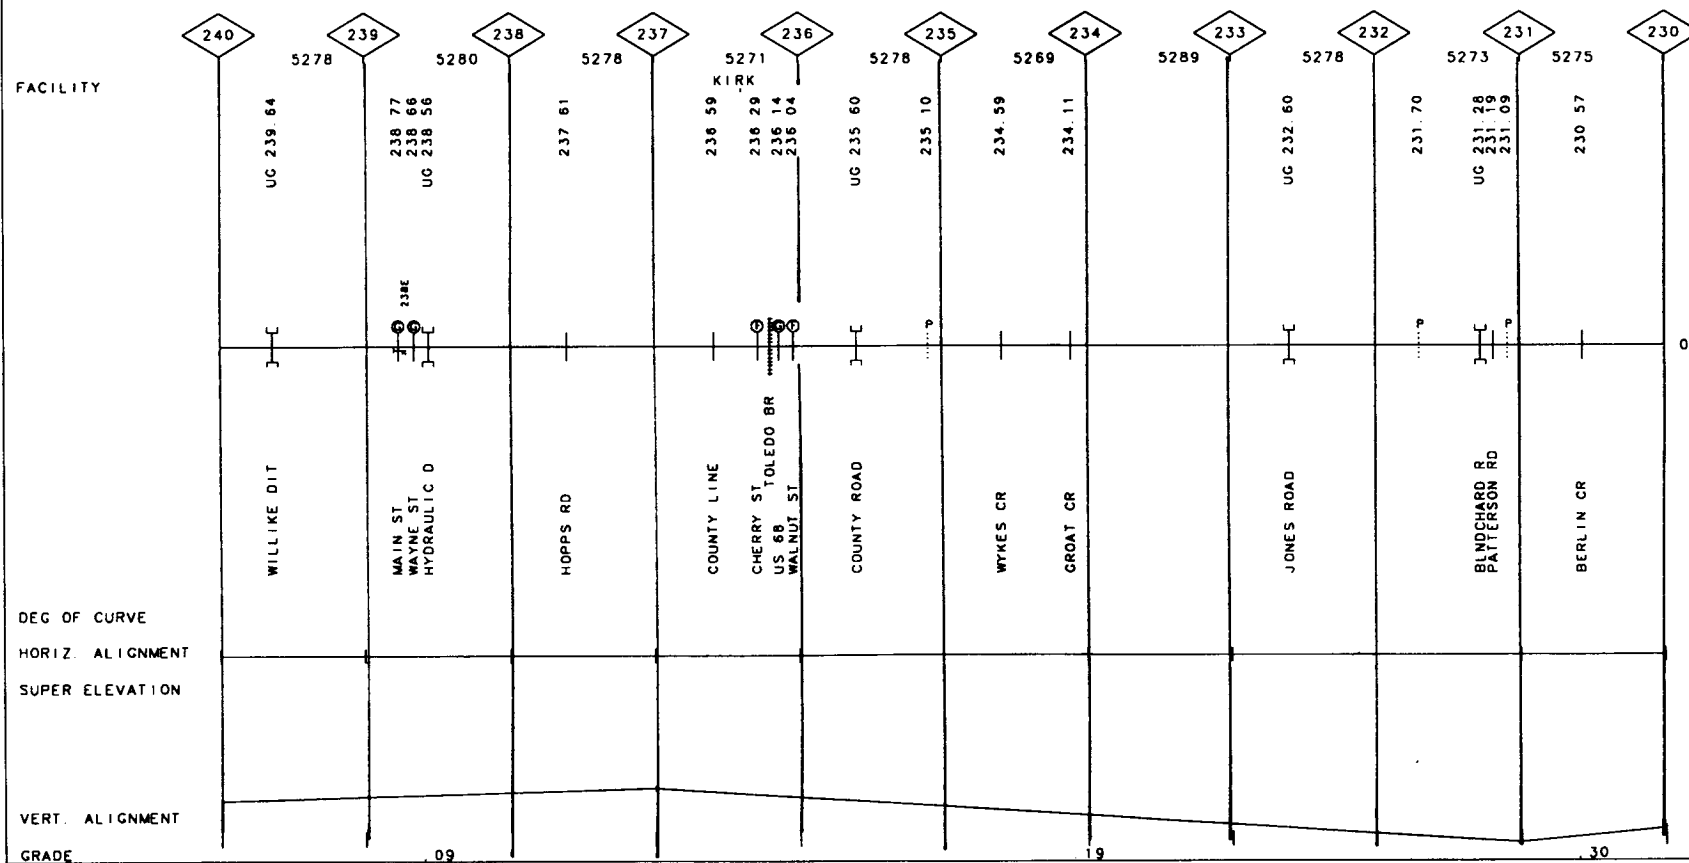 240 239 238 237 236 235 234 233 232 231 230
5278 5280 5278 5271 5278 5269 5289 5278 5273 5275
KIRK
FACILITY
UG 239.64
238 77
238 66
UG 238 56
237 61
236 59
236 29
236 14
236 04
UG 235 60
235 10
234.59
234.11
UG 232.60
231.70
UG 231.28
231.19
231.09
230 57
238E
G G F G F
P P P
0
WILLIKE DIT
MAIN ST
WAYNE ST
HYDRAULIC D
HOPPS RD
COUNTY LINE
CHERRY ST
TOLEDO BR
US 68
WALNUT ST
COUNTY ROAD
WYKES CR
GROAT CR
JONES ROAD
BLNDCHARD R
PATTERSON RD
BERLIN CR
DEG OF CURVE
HORIZ. ALIGNMENT
SUPER ELEVATION
VERT. ALIGNMENT
GRADE .09 .19 .30